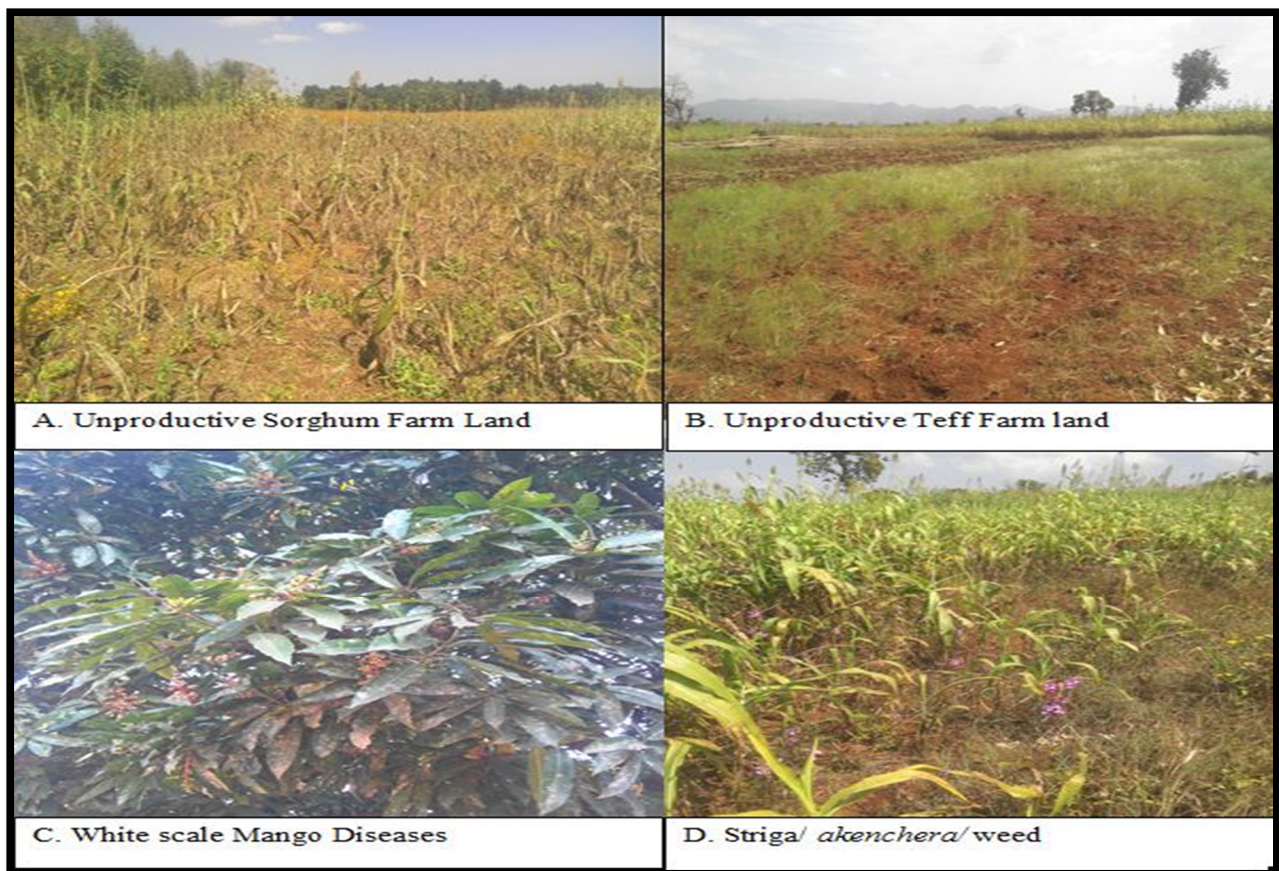 A. Unproductive Sorghum Farm Land
B. Unproductive Teff Farm land
C. White scale Mango Diseases
D. Striga/ akenchera/ weed